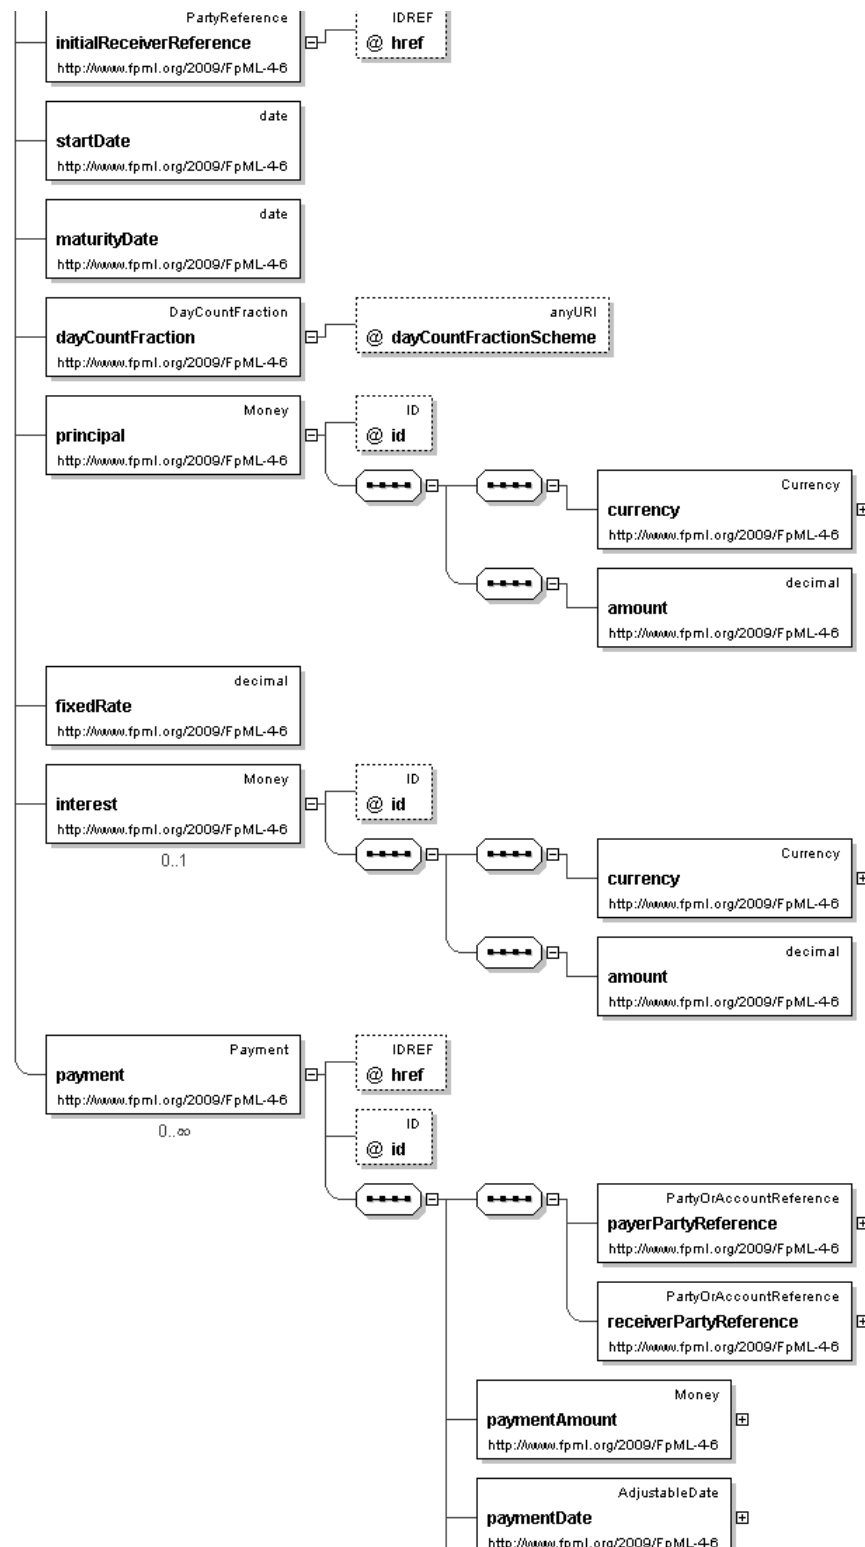 PartyReference
initialReceiverReference
http://www.fpml.org/2009/FpML-4-6
IDREF
@ href
date
startDate
http://www.fpml.org/2009/FpML-4-6
date
maturityDate
http://www.fpml.org/2009/FpML-4-6
DayCountFraction
dayCountFraction
http://www.fpml.org/2009/FpML-4-6
anyURI
@ dayCountFractionScheme
Money
principal
http://www.fpml.org/2009/FpML-4-6
ID
@ id
Currency
currency
http://www.fpml.org/2009/FpML-4-6
decimal
amount
http://www.fpml.org/2009/FpML-4-6
decimal
fixedRate
http://www.fpml.org/2009/FpML-4-6
Money
interest
http://www.fpml.org/2009/FpML-4-6
0..1
ID
@ id
Currency
currency
http://www.fpml.org/2009/FpML-4-6
decimal
amount
http://www.fpml.org/2009/FpML-4-6
Payment
payment
http://www.fpml.org/2009/FpML-4-6
0..∞
IDREF
@ href
ID
@ id
PartyOrAccountReference
payerPartyReference
http://www.fpml.org/2009/FpML-4-6
PartyOrAccountReference
receiverPartyReference
http://www.fpml.org/2009/FpML-4-6
Money
paymentAmount
http://www.fpml.org/2009/FpML-4-6
AdjustableDate
paymentDate
http://www.fpml.org/2009/FpML-4-6